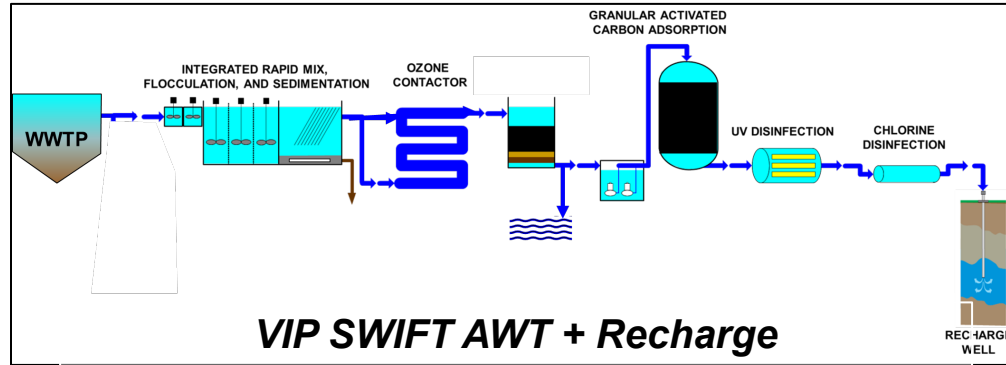 GRANULAR ACTIVATED
CARBON ADSORPTION
INTEGRATED RAPID MIX,
FLOCCULATION, AND SEDIMENTATION
OZONE
CONTACTOR
WWTP
UV DISINFECTION
CHLORINE
DISINFECTION
VIP SWIFT AWT + Recharge
RECHARGE
WELL